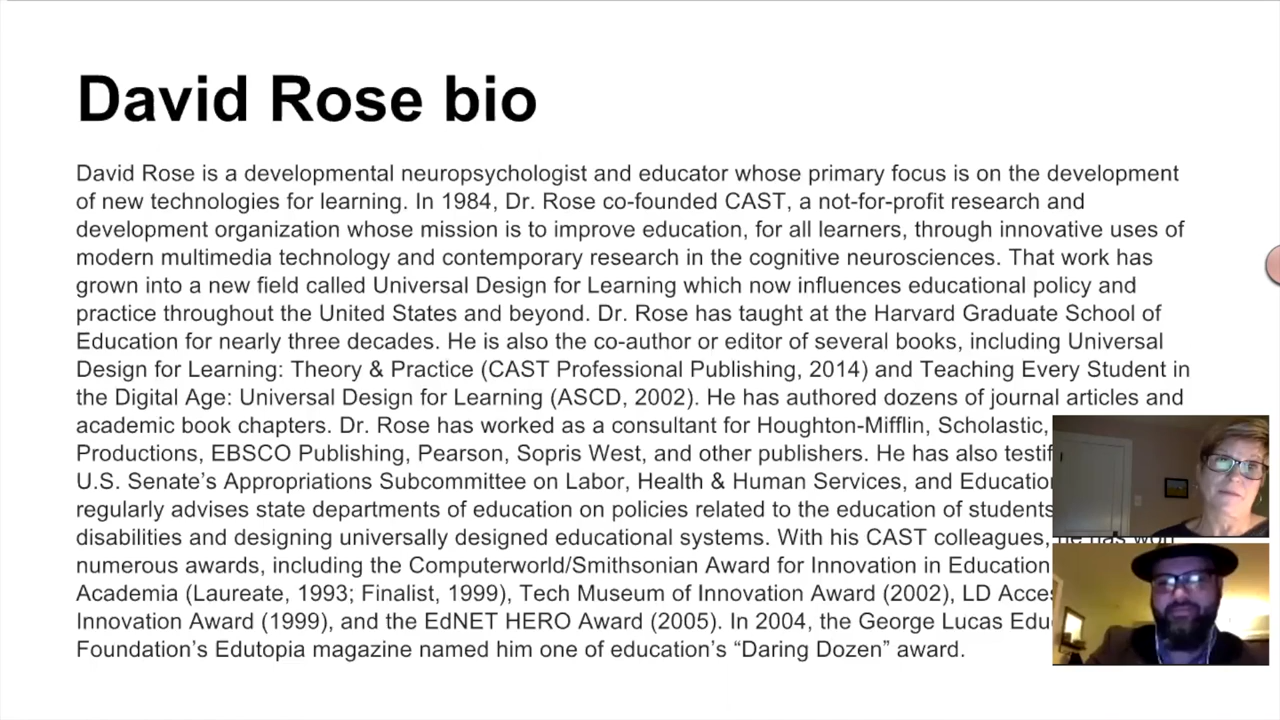 David Rose bio
David Rose is a developmental neuropsychologist and educator whose primary focus is on the development
of new technologies for learning. In 1984, Dr. Rose co-founded CAST, a not-for-profit research and
development organization whose mission is to improve education, for all learners, through innovative uses of
modern multimedia technology and contemporary research in the cognitive neurosciences. That work has
grown into a new field called Universal Design for Learning which now influences educational policy and
practice throughout the United States and beyond. Dr. Rose has taught at the Harvard Graduate School of
Education for nearly three decades. He is also the co-author or editor of several books, including Universal
Design for Learning: Theory & Practice (CAST Professional Publishing, 2014) and Teaching Every Student in
the Digital Age: Universal Design for Learning (ASCD, 2002). He has authored dozens of journal articles and
academic book chapters. Dr. Rose has worked as a consultant for Houghton-Mifflin, Scholastic,
Productions, EBSCO Publishing, Pearson, Sopris West, and other publishers. He has also
U.S. Senate's Appropriations Subcommittee on Labor, Health & Human Services, and
regularly advises state departments of education on policies related to the education of students
disabilities and designing universally designed educational systems. With his CAST colleagues, he has won
numerous awards, including the Computerworld/Smithsonian Award for Innovation in Education
Academia (Laureate, 1993; Finalist, 1999), Tech Museum of Innovation Award (2002), LD
Innovation Award (1999), and the EdNET HERO Award (2005). In 2004, the George Lucas
Foundation's Edutopia magazine named him one of education's “Daring Dozen” award.